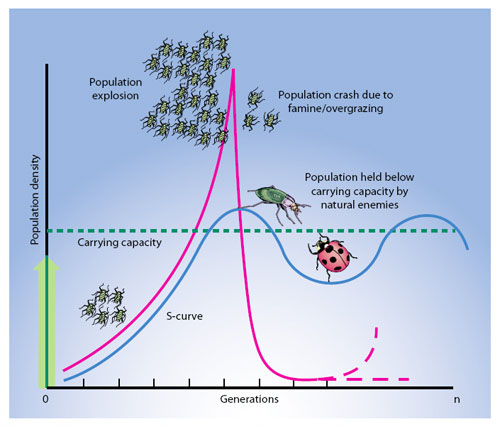 Population
explosion
Population crash due to
famine/overgrazing
Population held below
carrying capacity by
natural enemies
Population density
Carrying capacity
S-curve
0
Generations
n